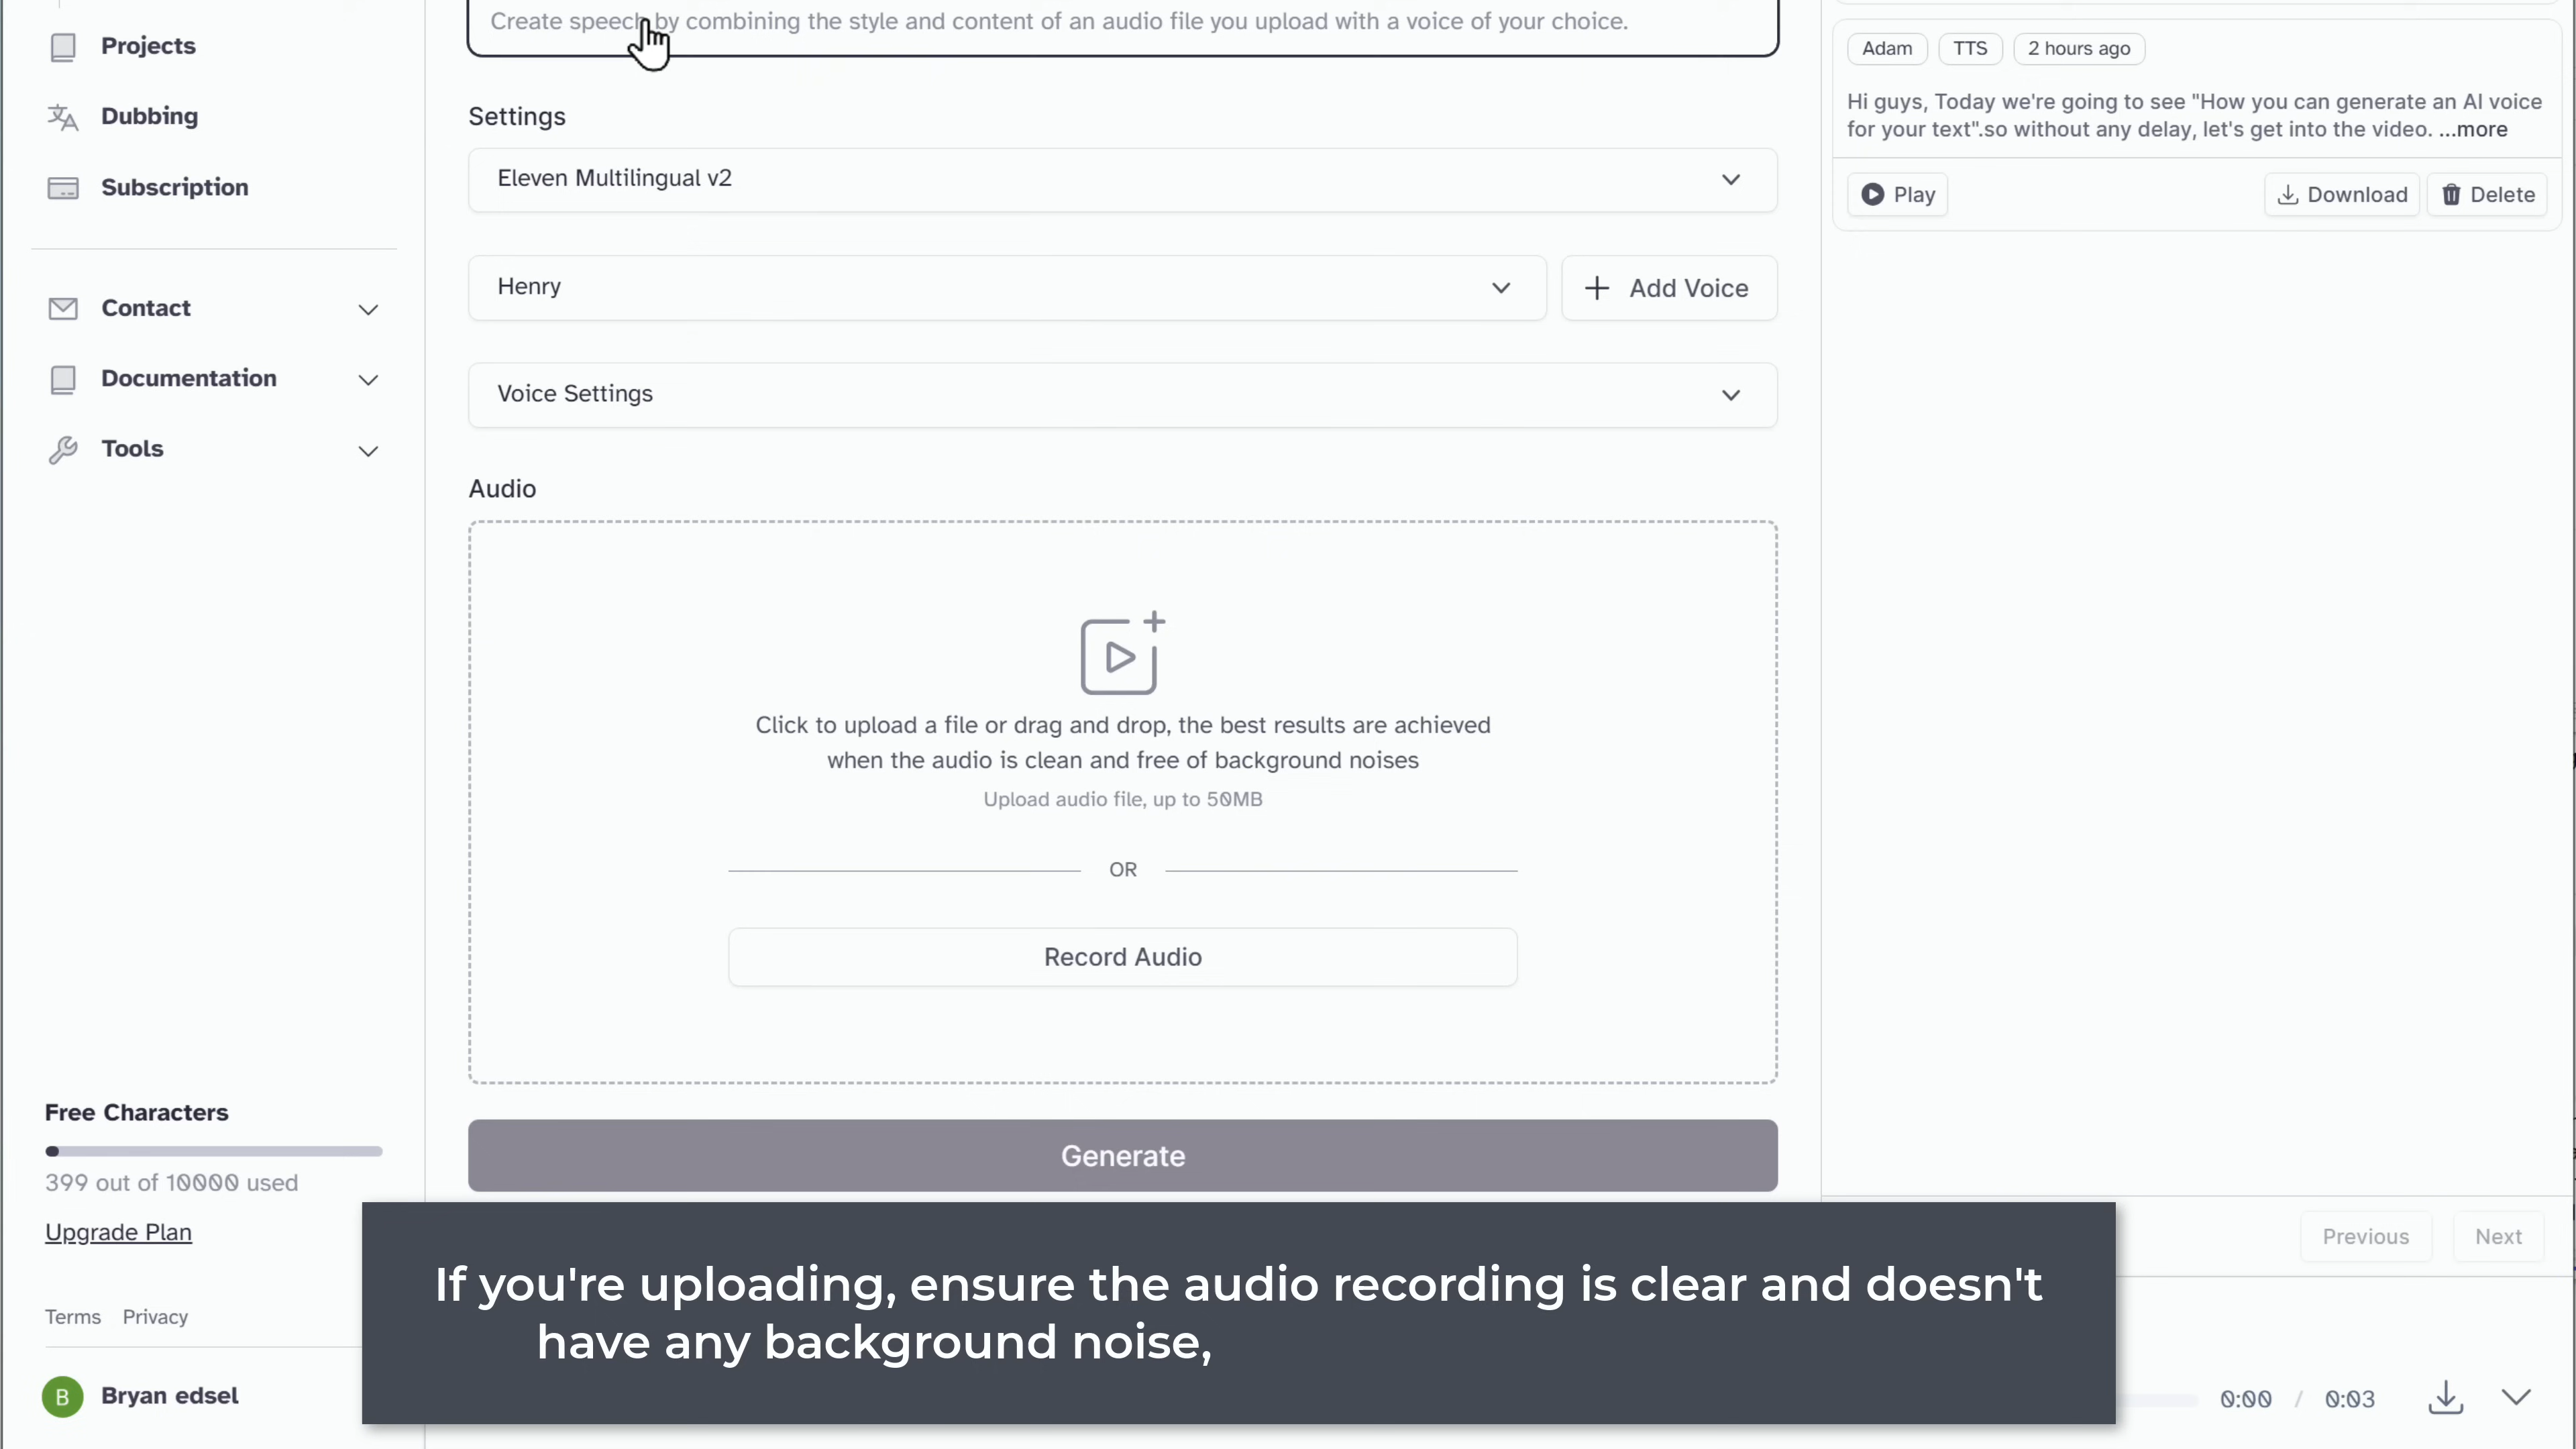 Projects
Dubbing
Subscription
Contact
Documentation
Tools
Free Characters
399 out of 10000 used
Upgrade Plan
Terms Privacy
B Bryan edsel
Create speech by combining the style and content of an audio file you upload with a voice of your choice.
Settings
Eleven Multilingual v2
Henry
Add Voice
Voice Settings
Audio
Click to upload a file or drag and drop, the best results are achieved
when the audio is clean and free of background noises
Upload audio file, up to 50MB
OR
Record Audio
Generate
Adam TTS 2 hours ago
Hi guys, Today we're going to see "How you can generate an AI voice
for your text".so without any delay, let's get into the video. ...more
Play Download Delete
Previous Next
If you're uploading, ensure the audio recording is clear and doesn't
have any background noise,
0:00 / 0:03